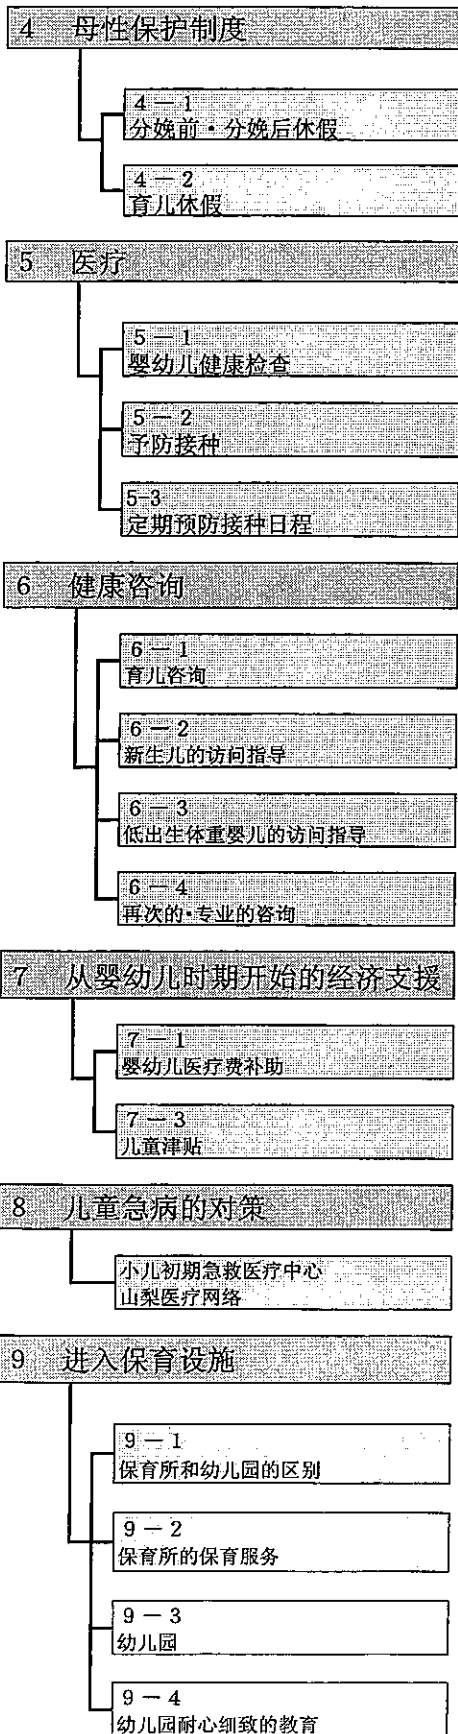 4 母性保护制度
4－1
分娩前・分娩后休假
4－2
育儿休假
5 医疗
5－1
婴幼儿健康检查
5－2
予防接种
5-3
定期预防接种日程
6 健康咨询
6－1
育儿咨询
6－2
新生儿的访问指导
6－3
低出生体重婴儿的访问指导
6－4
再次的・专业的咨询
7 从婴幼儿时期开始的经济支援
7－1
婴幼儿医疗费补助
7－3
儿童津贴
8 儿童急病的对策
小儿初期急救医疗中心
山梨医疗网络
9 进入保育设施
9－1
保育所和幼儿园的区别
9－2
保育所的保育服务
9－3
幼儿园
9－4
幼儿园耐心细致的教育